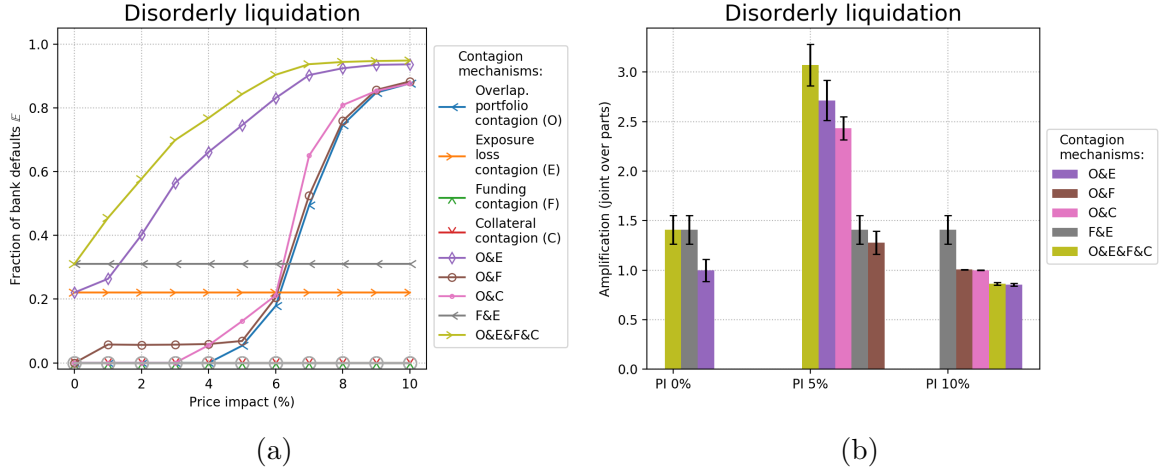 Disorderly liquidation
Fraction of bank defaults 𝔼
1.0
0.8
0.6
0.4
0.2
0.0
0
2
4
6
8
10
Price impact (%)
Contagion
mechanisms:
Overlap.
portfolio
contagion (O)
Exposure
loss
contagion (E)
Funding
contagion (F)
Collateral
contagion (C)
O&E
O&F
O&C
F&E
O&E&F&C
(a)
Disorderly liquidation
Amplification (joint over parts)
3.0
2.5
2.0
1.5
1.0
0.5
0.0
PI 0%
PI 5%
PI 10%
Contagion
mechanisms:
O&E
O&F
O&C
F&E
O&E&F&C
(b)